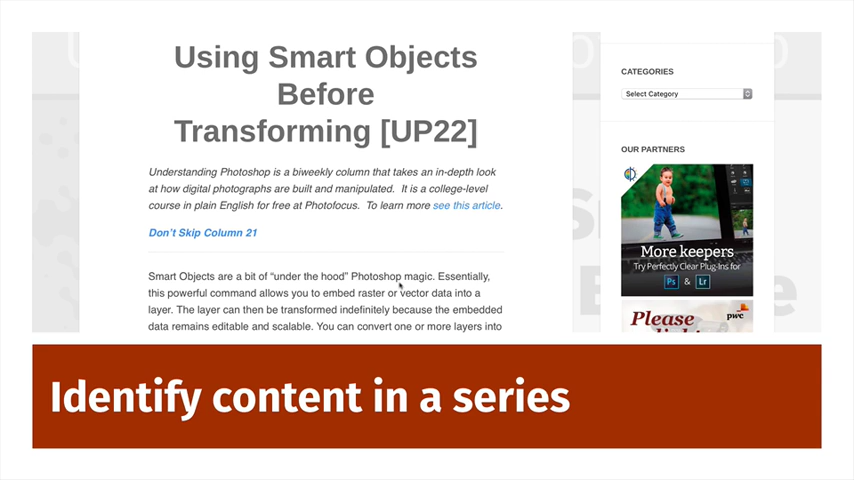 Using Smart Objects
Before
Transforming [UP22]
Understanding Photoshop is a biweekly column that takes an in-depth look
at how digital photographs are built and manipulated. It is a college-level
course in plain English for free at Photofocus. To learn more see this article.
Don't Skip Column 21
Smart Objects are a bit of "under the hood" Photoshop magic. Essentially,
this powerful command allows you to embed raster or vector data into a
layer. The layer can then be transformed indefinitely because the embedded
data remains editable and scalable. You can convert one or more layers into
CATEGORIES
Select Category
OUR PARTNERS
More keepers
Try Perfectly Clear Plug-Ins for
Ps & Lr
Please
pwc
Identify content in a series